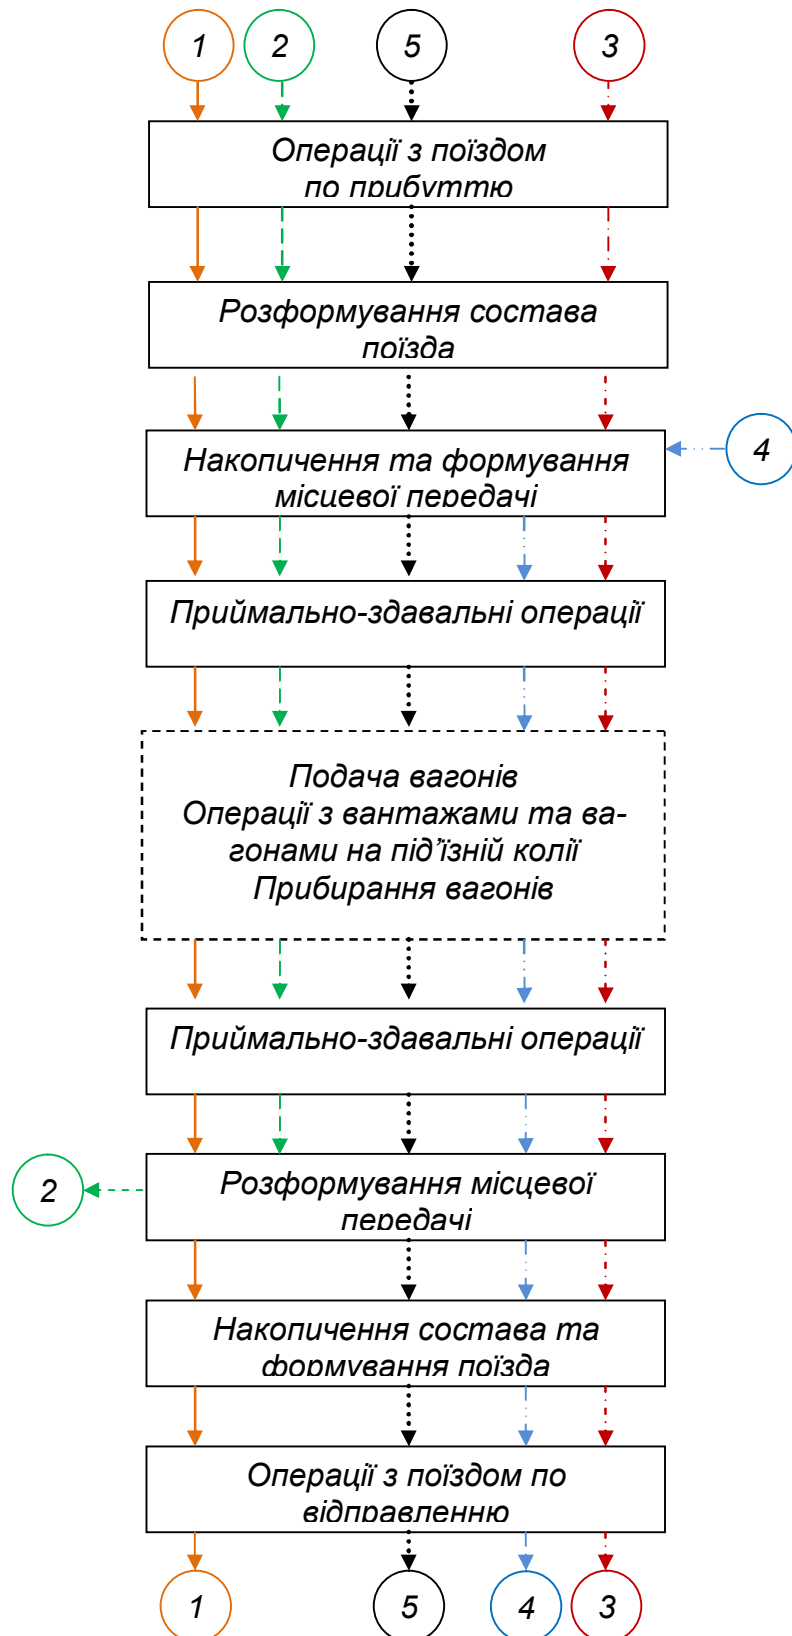 1 2 5 3
Операції з поїздом
по прибуттю
Розформування состава
поїзда
Накопичення та формування
місцевої передачі
4
Приймально-здавальні операції
Подача вагонів
Операції з вантажами та ва-
гонами на під’їзній колії
Прибирання вагонів
Приймально-здавальні операції
2
Розформування місцевої
передачі
Накопичення состава та
формування поїзда
Операції з поїздом по
відправленню
1 5 4 3